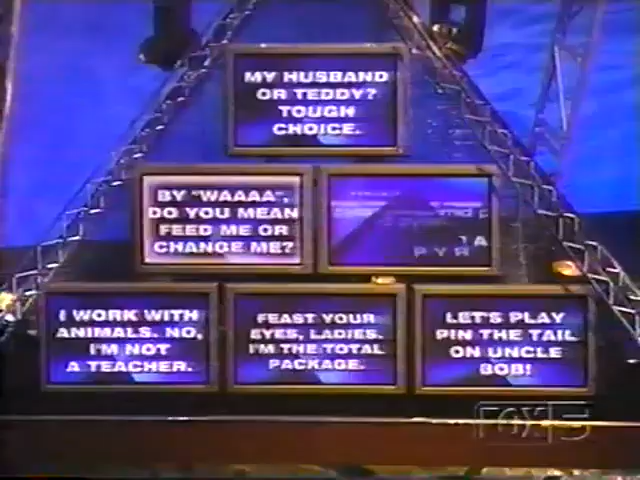 MY HUSBAND
OR TEDDY?
TOUGH
CHOICE.
BY "WAAAA",
DO YOU MEAN
FEED ME OR
CHANGE ME?
I WORK WITH
ANIMALS. NO,
I'M NOT
A TEACHER.
FEAST YOUR
EYES, LADIES.
I'M THE TOTAL
PACKAGE.
LET'S PLAY
PIN THE TAIL
ON UNCLE
BOB!
FOX 5